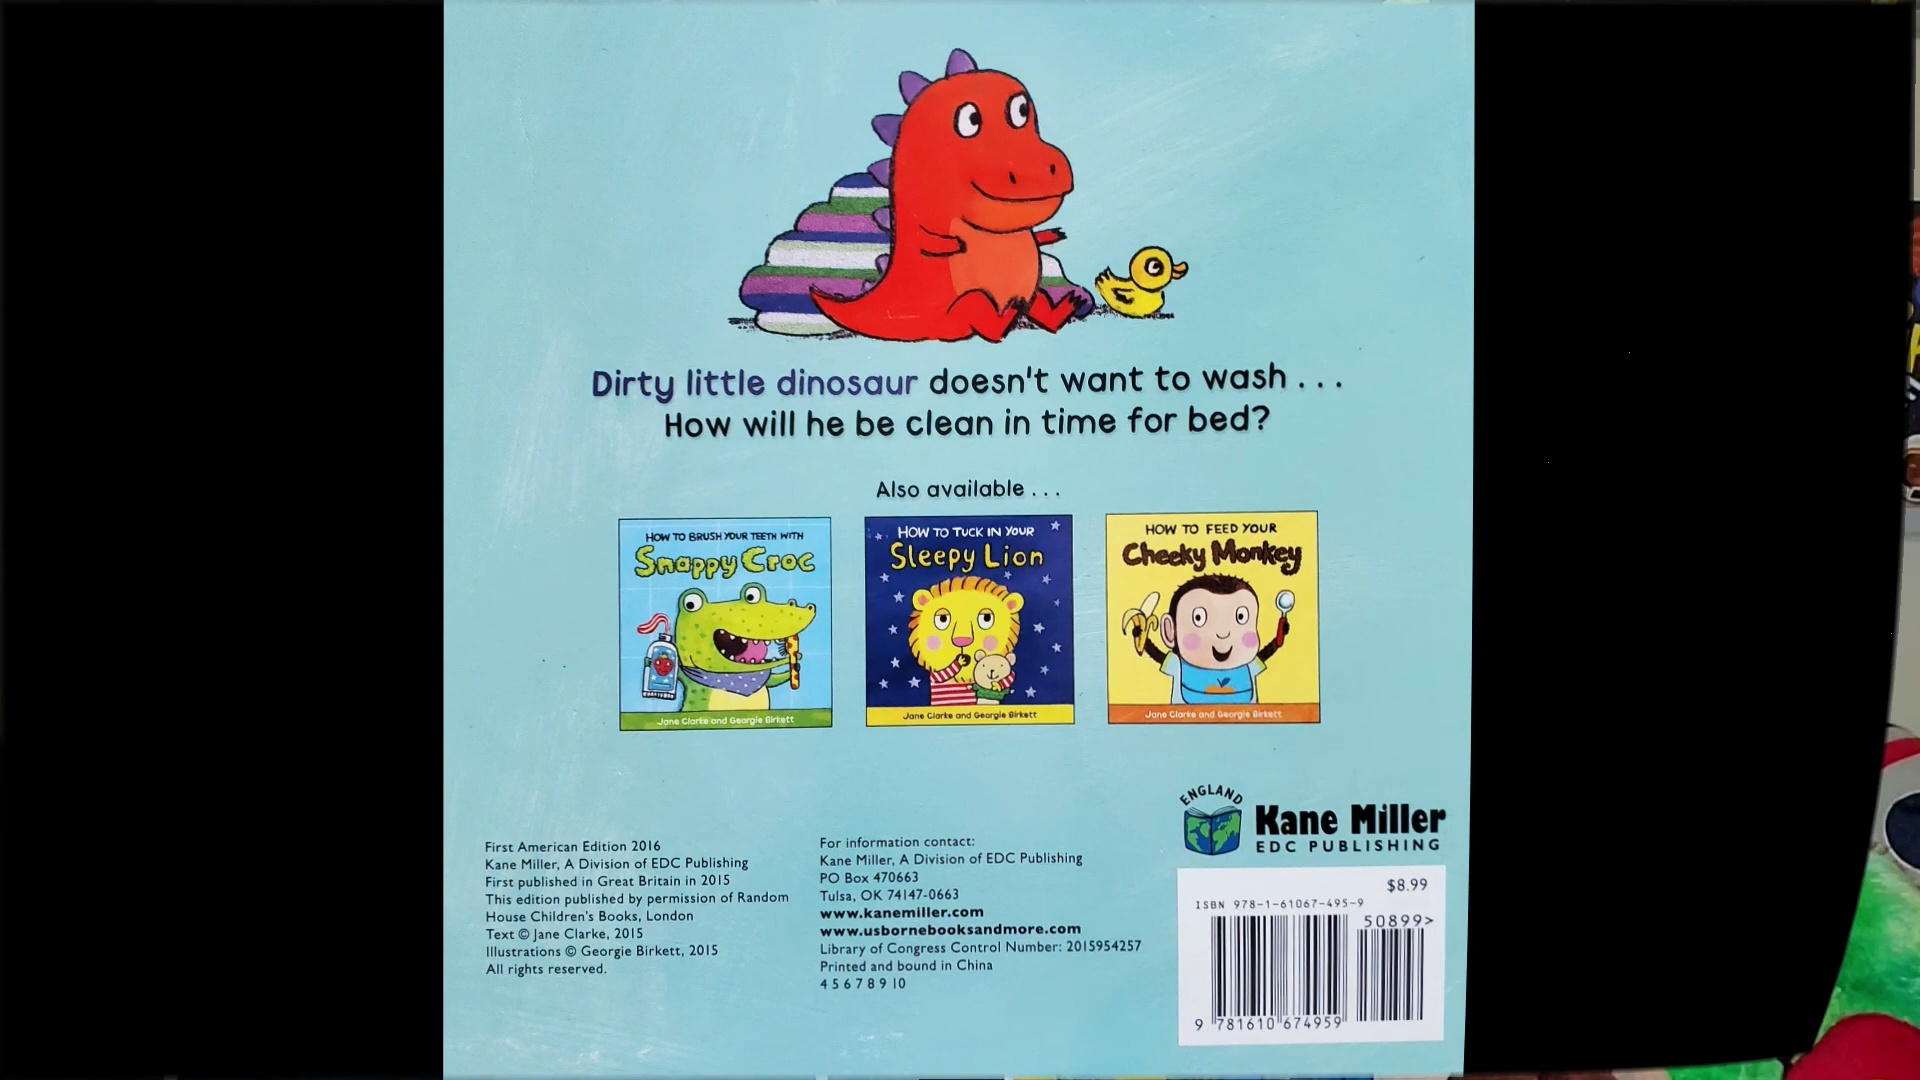 Dirty little dinosaur doesn't want to wash . . .
How will he be clean in time for bed?
Also available . . .
HOW TO BRUSH YOUR TEETH WITH
Snappy Croc
Jane Clarke and Georgie Birkett
HOW TO TUCK IN YOUR
Sleepy Lion
Jane Clarke and Georgie Birkett
HOW TO FEED YOUR
Cheeky Monkey
Jane Clarke and Georgie Birkett
First American Edition 2016
Kane Miller, A Division of EDC Publishing
First published in Great Britain in 2015
This edition published by permission of Random
House Children's Books, London
Text © Jane Clarke, 2015
Illustrations © Georgie Birkett, 2015
All rights reserved.
For information contact:
Kane Miller, A Division of EDC Publishing
PO Box 470663
Tulsa, OK 74147-0663
www.kanemiller.com
www.usbornebooksandmore.com
Library of Congress Control Number: 2015954257
Printed and bound in China
4 5 6 7 8 9 10
ENGLAND
Kane Miller
EDC PUBLISHING
$8.99
ISBN 978-1-61067-495-9
50899>
9 781610 674959